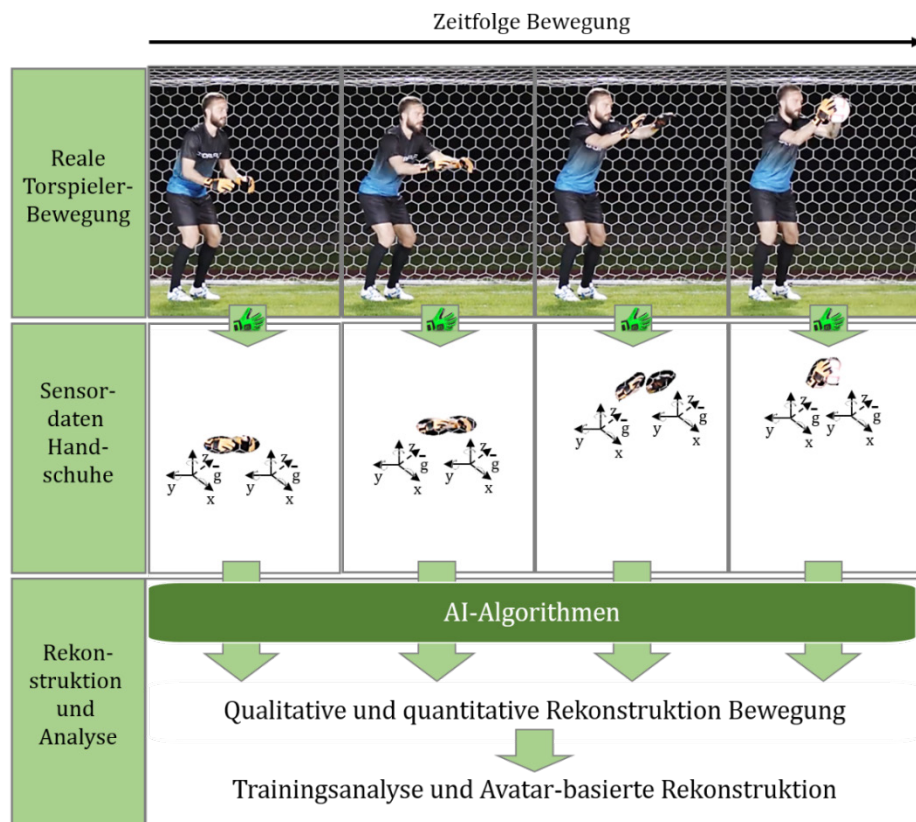 Zeitfolge Bewegung
Reale
Torspieler-
Bewegung
Sensor-
daten
Hand-
schuhe
z
g
y
x
z
g
y
x
z
g
y
x
z
g
y
x
Rekon-
struktion
und
Analyse
AI-Algorithmen
Qualitative und quantitative Rekonstruktion Bewegung
Trainingsanalyse und Avatar-basierte Rekonstruktion